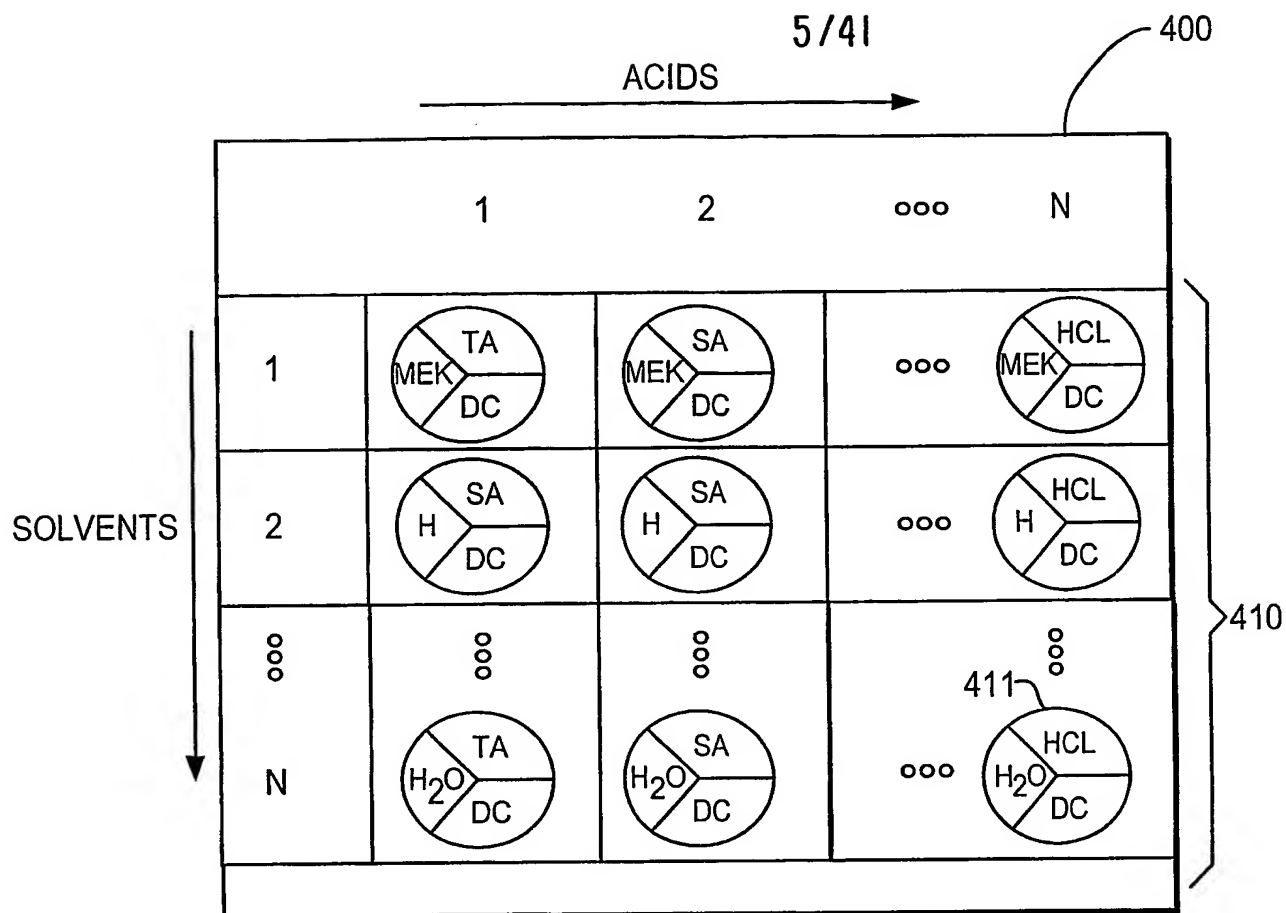 5/41
400
ACIDS
1 2 ooo N
1 TA MEK DC SA MEK DC ooo HCL MEK DC
SOLVENTS 2 SA H DC SA H DC ooo HCL H DC
410
ooo ooo ooo ooo
411
N TA H2O DC SA H2O DC ooo HCL H2O DC